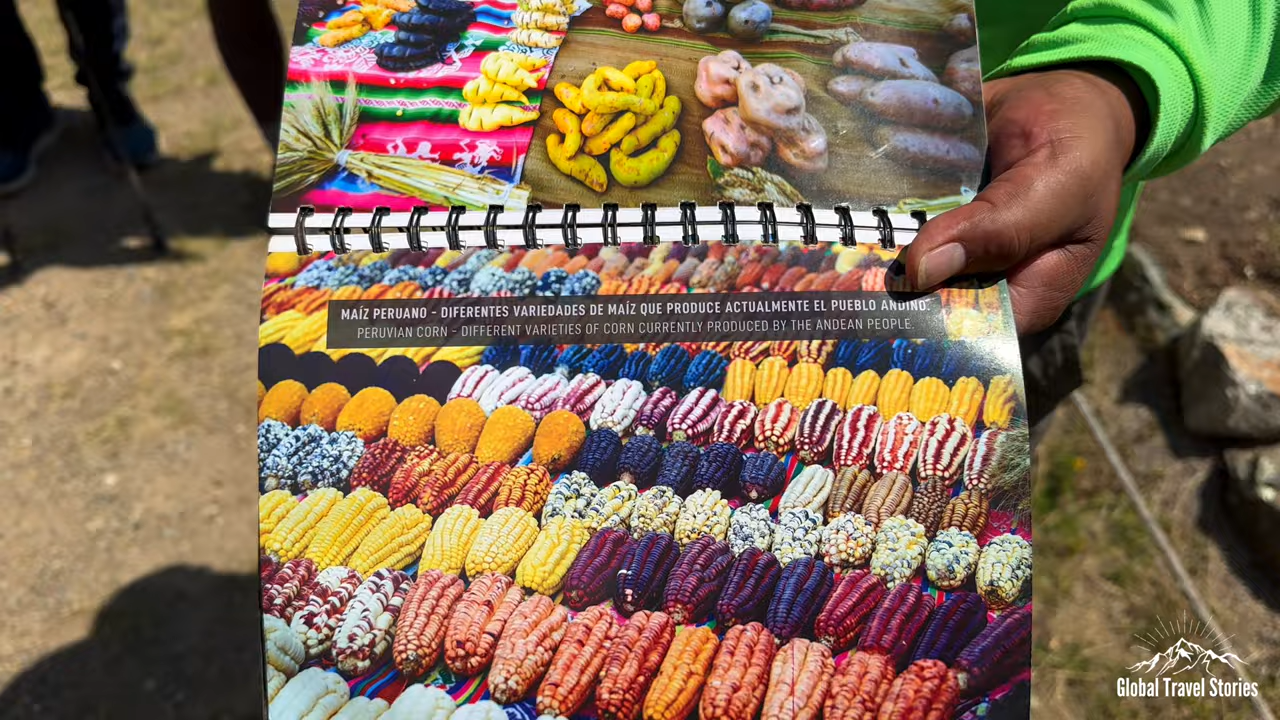 MAÍZ PERUANO - DIFERENTES VARIEDADES DE MAÍZ QUE PRODUCE ACTUALMENTE EL PUEBLO ANDINO.
PERUVIAN CORN - DIFFERENT VARIETIES OF CORN CURRENTLY PRODUCED BY THE ANDEAN PEOPLE.
Global Travel Stories